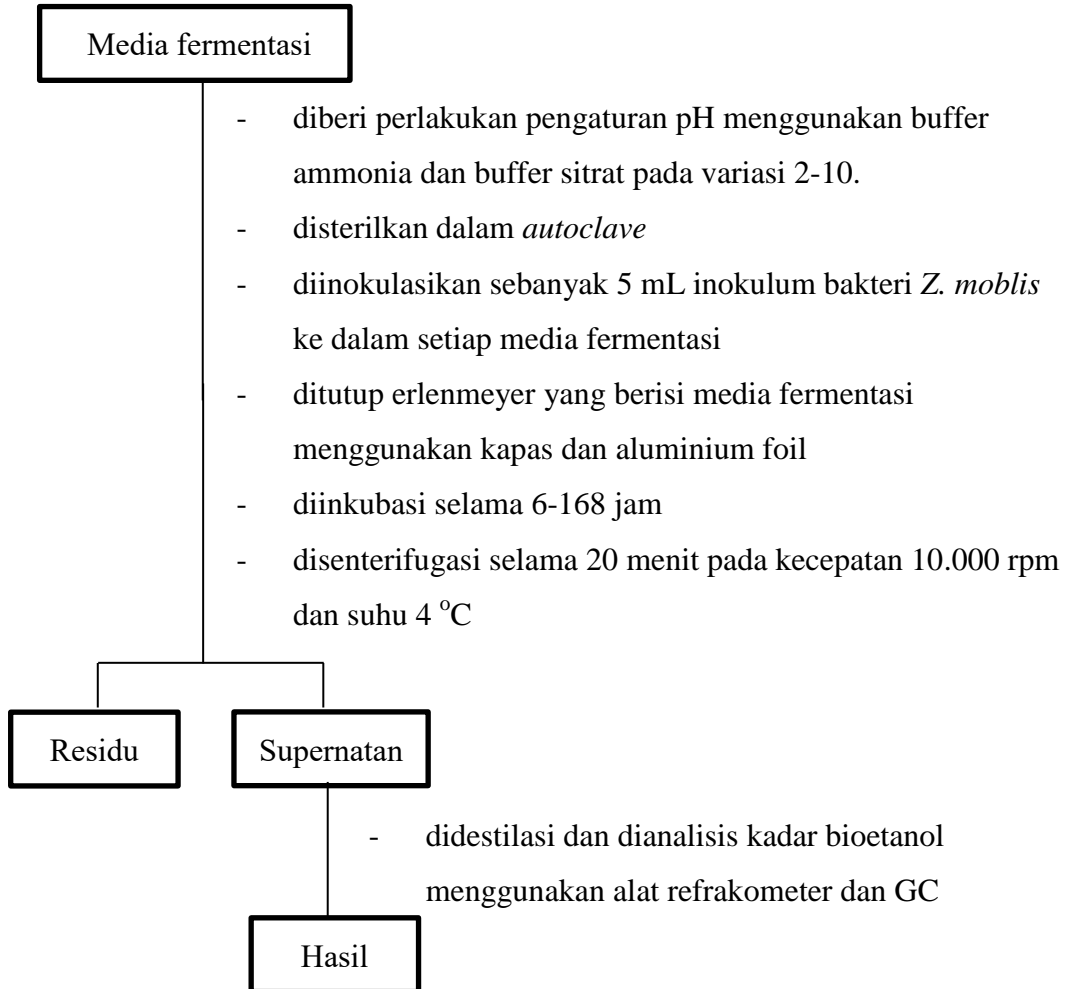 Media fermentasi
- diberi perlakukan pengaturan pH menggunakan buffer
ammonia dan buffer sitrat pada variasi 2-10.
- disterilkan dalam autoclave
- diinokulasikan sebanyak 5 mL inokulum bakteri Z. moblis
ke dalam setiap media fermentasi
- ditutup erlenmeyer yang berisi media fermentasi
menggunakan kapas dan aluminium foil
- diinkubasi selama 6-168 jam
- disenterifugasi selama 20 menit pada kecepatan 10.000 rpm
dan suhu 4 °C
Residu
Supernatan
- didestilasi dan dianalisis kadar bioetanol
menggunakan alat refrakometer dan GC
Hasil